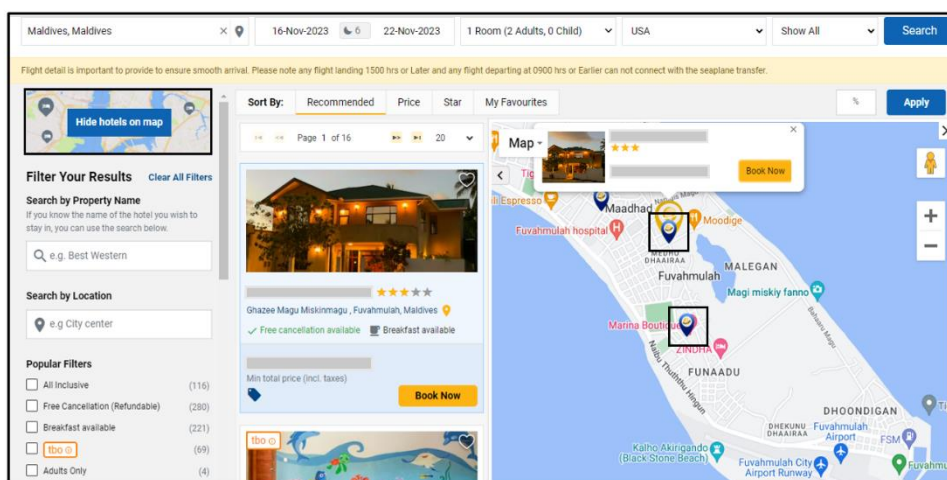 Maldives, Maldives
16-Nov-2023
6
22-Nov-2023
1 Room (2 Adults, 0 Child)
USA
Show All
Search
Flight detail is important to provide to ensure smooth arrival. Please note any flight landing 1500 hrs or Later and any flight departing at 0900 hrs or Earlier can not connect with the seaplane transfer.
Hide hotels on map
Sort By:
Recommended
Price
Star
My Favourites
%
Apply
Page 1 of 16
20
Filter Your Results
Clear All Filters
Search by Property Name
If you know the name of the hotel you wish to
stay in, you can use the search below.
e.g. Best Western
Search by Location
e.g City center
Popular Filters
All Inclusive
(116)
Free Cancellation (Refundable)
(280)
Breakfast available
(221)
tbo
(69)
Adults Only
(4)
Ghazee Magu Miskinmagu , Fuvahmulah, Maldives
Free cancellation available
Breakfast available
Min total price (incl. taxes)
Book Now
tbo
Map
Book Now
Espresso
Maadhad
Magu
Moodige
Fuvahmulah hospital
MEDHU
DHAAIRAA
Fuvahmulah
MALEGAN
Magi miskiy fanno
Marina Boutique
ZINDHA
Naibu Thuththu Hingun
FUNAADU
DHOONDIGAN
DHEKUNU
DHAAIRAA
Fuvahmulah
Airport
FSM
Kalho Akirigando
(Black Stone Beach)
Fuvahmulah City
Airport Runway